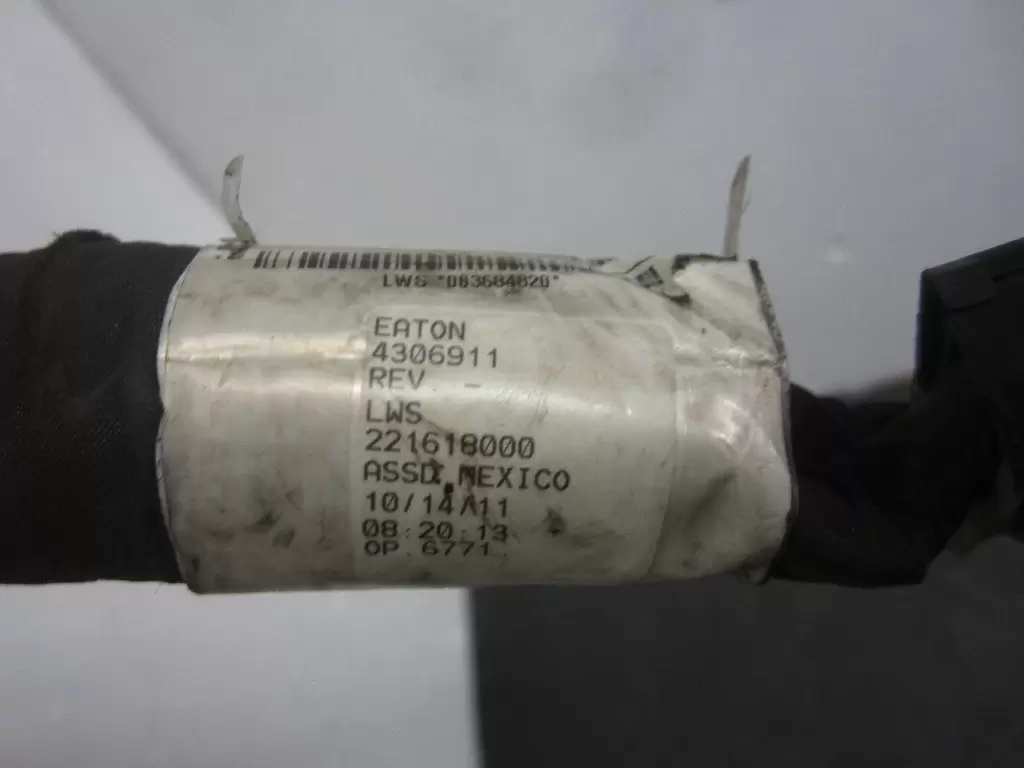 LWS *083684820*
EATON
4306911
REV -
LWS
221618000
ASSD. MEXICO
10/14/11
08:20:13
OP 6771